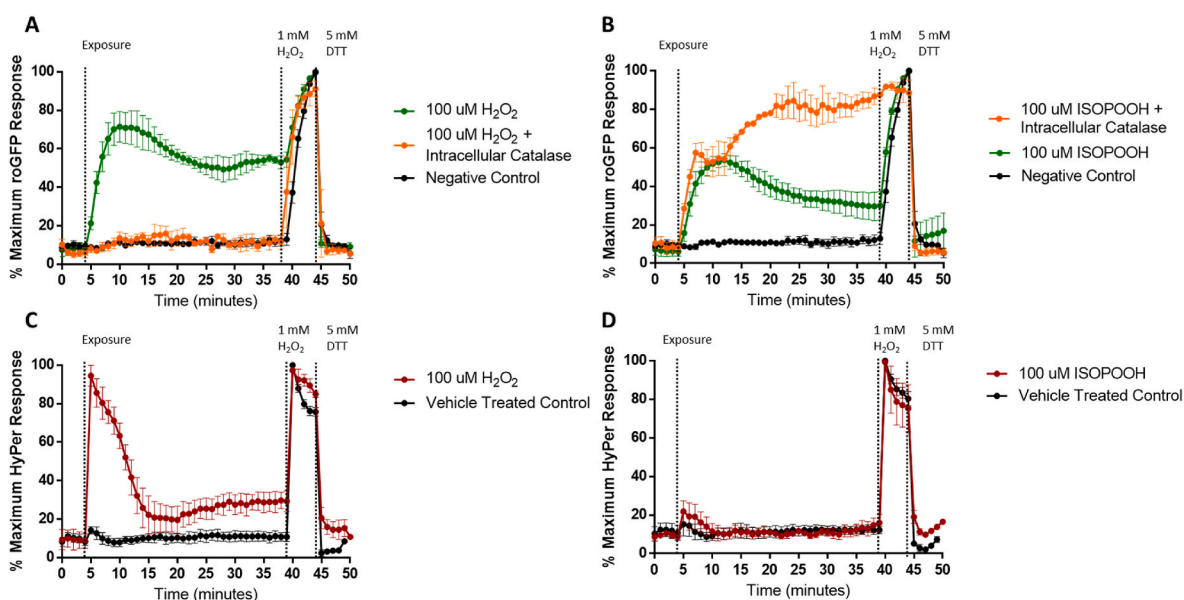 A
Exposure
1 mM
H₂O₂
5 mM
DTT
% Maximum roGFP Response
100
80
60
40
20
0
0 5 10 15 20 25 30 35 40 45 50
Time (minutes)
100 uM H₂O₂
100 uM H₂O₂ +
Intracellular Catalase
Negative Control
B
Exposure
1 mM
H₂O₂
5 mM
DTT
% Maximum roGFP Response
100
80
60
40
20
0
0 5 10 15 20 25 30 35 40 45 50
Time (minutes)
100 uM ISOPOOH +
Intracellular Catalase
100 uM ISOPOOH
Negative Control
C
Exposure
1 mM
H₂O₂
5 mM
DTT
% Maximum HyPer Response
100
80
60
40
20
0
0 5 10 15 20 25 30 35 40 45 50
Time (minutes)
100 uM H₂O₂
Vehicle Treated Control
D
Exposure
1 mM
H₂O₂
5 mM
DTT
% Maximum HyPer Response
100
80
60
40
20
0
0 5 10 15 20 25 30 35 40 45 50
Time (minutes)
100 uM ISOPOOH
Vehicle Treated Control